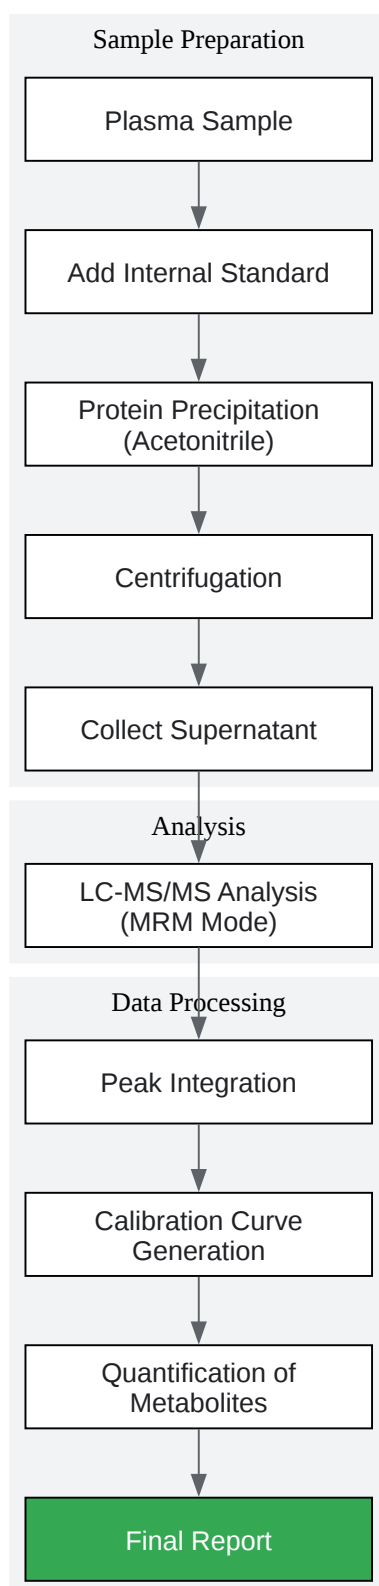 Sample Preparation
Plasma Sample
Add Internal Standard
Protein Precipitation
(Acetonitrile)
Centrifugation
Collect Supernatant
Analysis
LC-MS/MS Analysis
(MRM Mode)
Data Processing
Peak Integration
Calibration Curve
Generation
Quantification of
Metabolites
Final Report